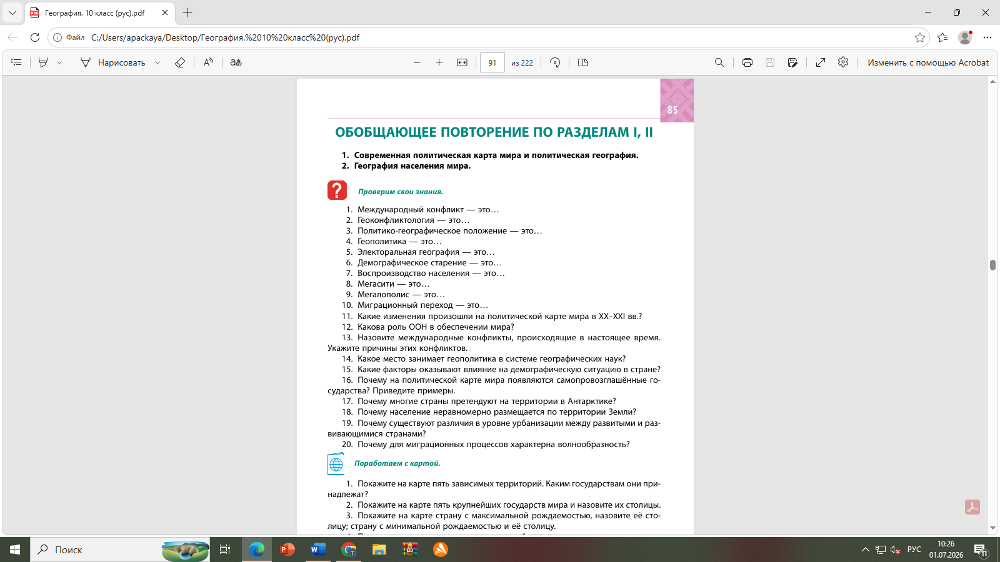 География. 10 класс (рус).pdf
Файл C:/Users/apackaya/Desktop/География.%2010%20класс%20(рус).pdf
Нарисовать 91 из 222 Изменить с помощью Acrobat
85
ОБОБЩАЮЩЕЕ ПОВТОРЕНИЕ ПО РАЗДЕЛАМ I, II
1. Современная политическая карта мира и политическая география.
2. География населения мира.
? Проверим свои знания.
1. Международный конфликт — это…
2. Геоконфликтология — это…
3. Политико-географическое положение — это…
4. Геополитика — это…
5. Электоральная география — это…
6. Демографическое старение — это…
7. Воспроизводство населения — это…
8. Мегасити — это…
9. Мегалополис — это…
10. Миграционный переход — это…
11. Какие изменения произошли на политической карте мира в XX–XXI вв.?
12. Какова роль ООН в обеспечении мира?
13. Назовите международные конфликты, происходящие в настоящее время.
Укажите причины этих конфликтов.
14. Какое место занимает геополитика в системе географических наук?
15. Какие факторы оказывают влияние на демографическую ситуацию в стране?
16. Почему на политической карте мира появляются самопровозглашённые го-
сударства? Приведите примеры.
17. Почему многие страны претендуют на территории в Антарктике?
18. Почему население неравномерно размещается по территории Земли?
19. Почему существуют различия в уровне урбанизации между развитыми и раз-
вивающимися странами?
20. Почему для миграционных процессов характерна волнообразность?
Поработаем с картой.
1. Покажите на карте пять зависимых территорий. Каким государствам они при-
надлежат?
2. Покажите на карте пять крупнейших государств мира и назовите их столицы.
3. Покажите на карте страну с максимальной рождаемостью, назовите её сто-
лицу; страну с минимальной рождаемостью и её столицу.
Поиск
РУС
10:26
01.07.2026
11